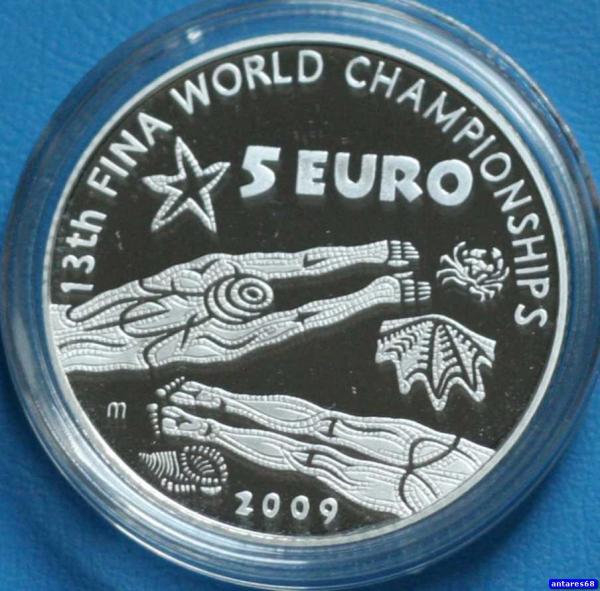 13th FINA WORLD CHAMPIONSHIPS
5 EURO
m
2009
antares68